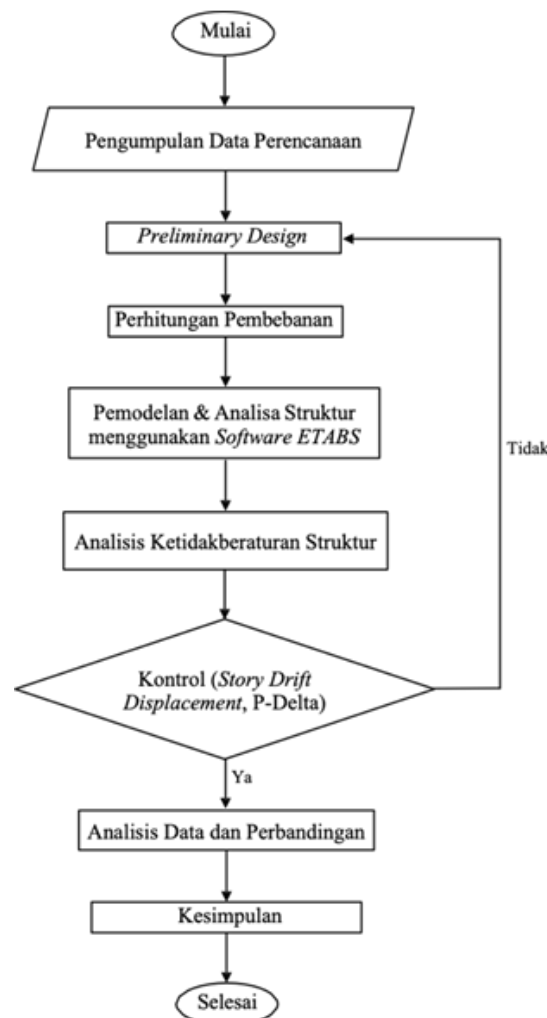 Mulai
Pengumpulan Data Perencanaan
Preliminary Design
Perhitungan Pembebanan
Pemodelan & Analisa Struktur
menggunakan Software ETABS
Tidak
Analisis Ketidakberaturan Struktur
Kontrol (Story Drift
Displacement, P-Delta)
Ya
Analisis Data dan Perbandingan
Kesimpulan
Selesai